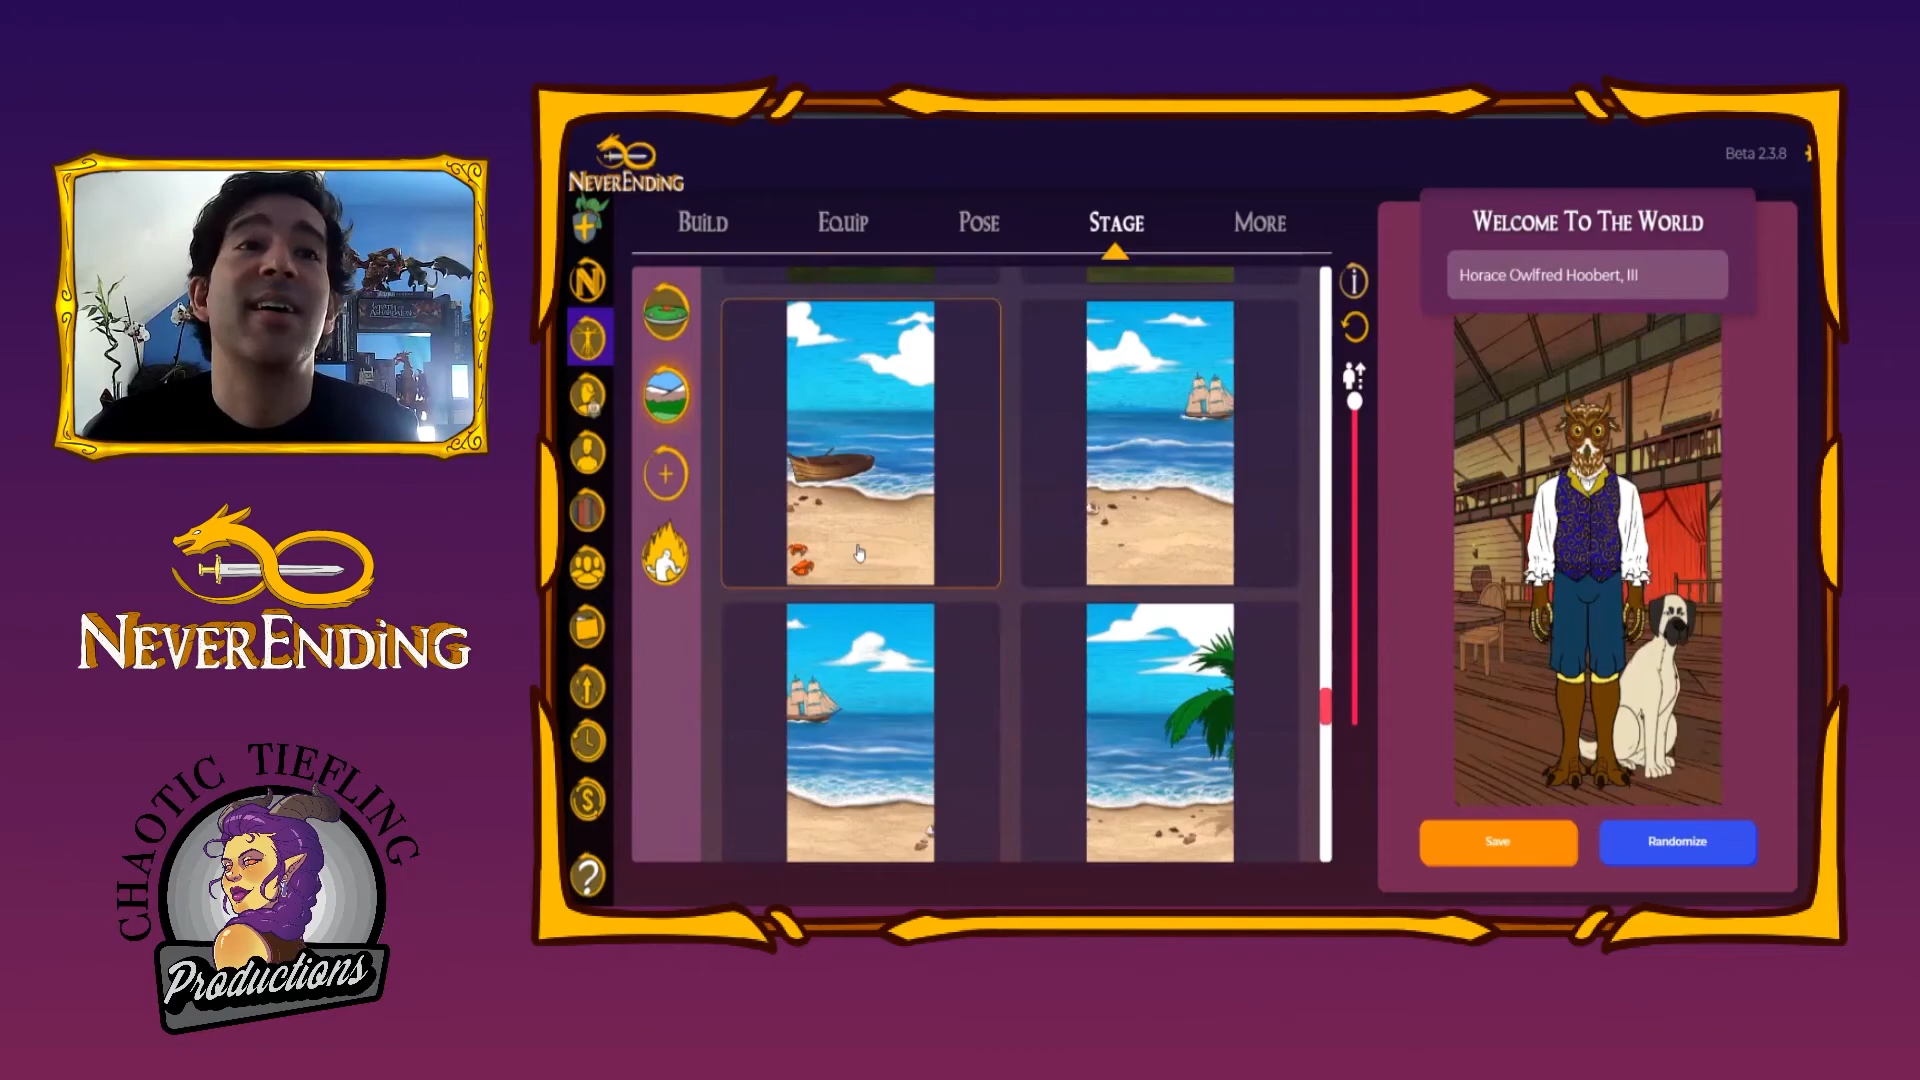 NEVERENDING
Beta 2.3.8
BUILD
EQUIP
POSE
STAGE
MORE
WELCOME TO THE WORLD
Horace Owlfred Hoobert, III
Save
Randomize
NEVERENDING
CHAOTIC TIEFLING
Productions